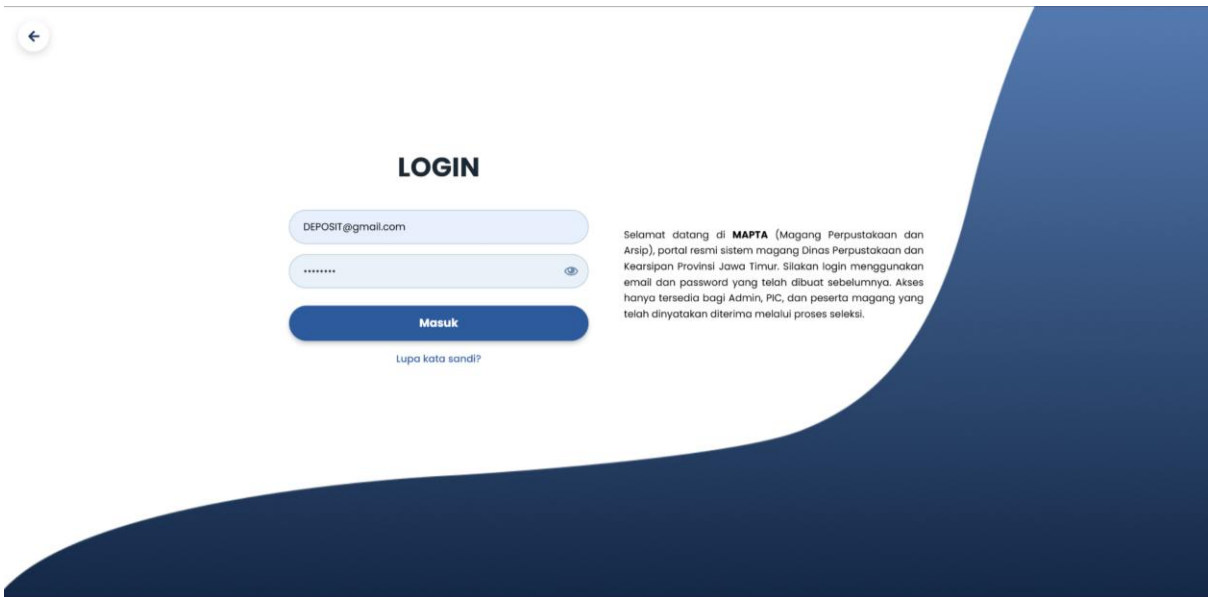 LOGIN
DEPOSIT@gmail.com
••••••••
Masuk
Lupa kata sandi?
Selamat datang di MAPTA (Magang Perpustakaan dan
Arsip), portal resmi sistem magang Dinas Perpustakaan dan
Kearsipan Provinsi Jawa Timur. Silakan login menggunakan
email dan password yang telah dibuat sebelumnya. Akses
hanya tersedia bagi Admin, PIC, dan peserta magang yang
telah dinyatakan diterima melalui proses seleksi.